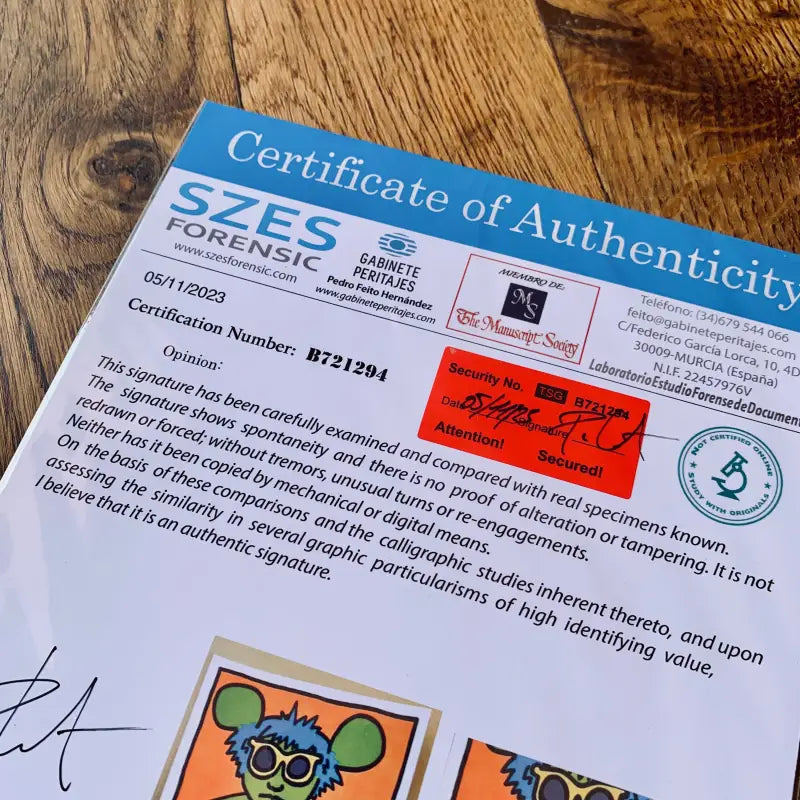 Certificate of Authenticity
SZES
FORENSIC
www.szesforensic.com
GABINETE
PERITAJES
Pedro Feito Hernández
www.gabineteperitajes.com
MIEMBRO DE:
MS
The Manuscript Society
Teléfono: (34)679 544 066
feito@gabineteperitajes.com
C/Federico García Lorca, 10, 4D
30009-MURCIA (España)
N.I.F. 22457976V
LaboratorioEstudioForensedeDocument
05/11/2023
Certification Number: B721294
Opinion:
Security No. TSG B721294
Date 05/11/23 Signature
Attention! Secured!
NOT CERTIFIED ONLINE
STUDY WITH ORIGINALS
This signature has been carefully examined and compared with real specimens known.
The signature shows spontaneity and there is no proof of alteration or tampering. It is not
redrawn or forced; without tremors, unusual turns or re-engagements.
Neither has it been copied by mechanical or digital means.
On the basis of these comparisons and the calligraphic studies inherent thereto, and upon
assessing the similarity in several graphic particularisms of high identifying value,
I believe that it is an authentic signature.